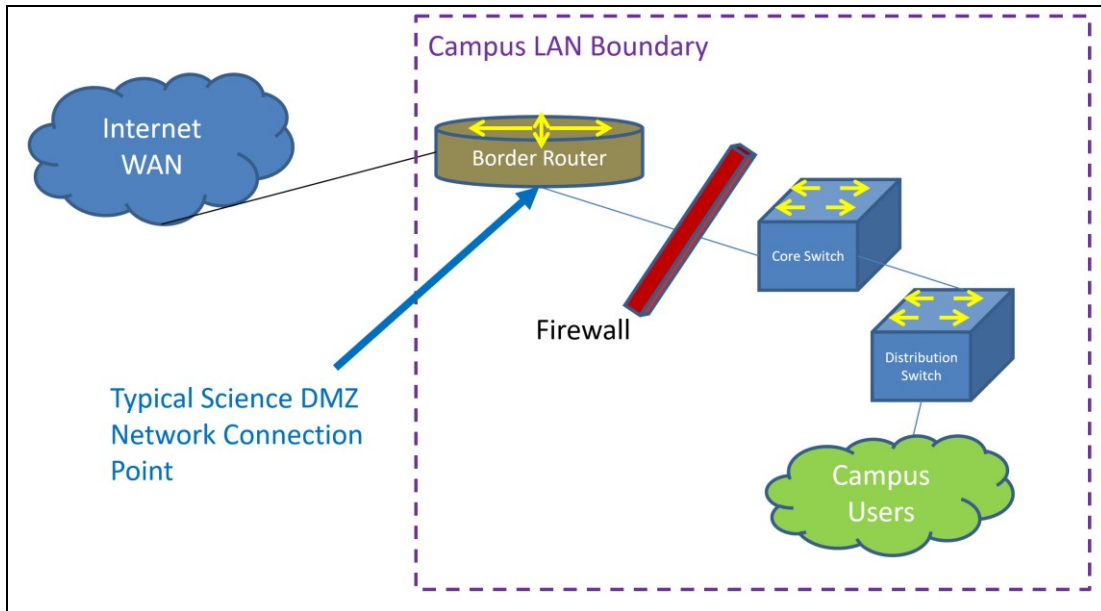 Campus LAN Boundary
Internet
WAN
Border Router
Core Switch
Firewall
Distribution
Switch
Typical Science DMZ
Network Connection
Point
Campus
Users